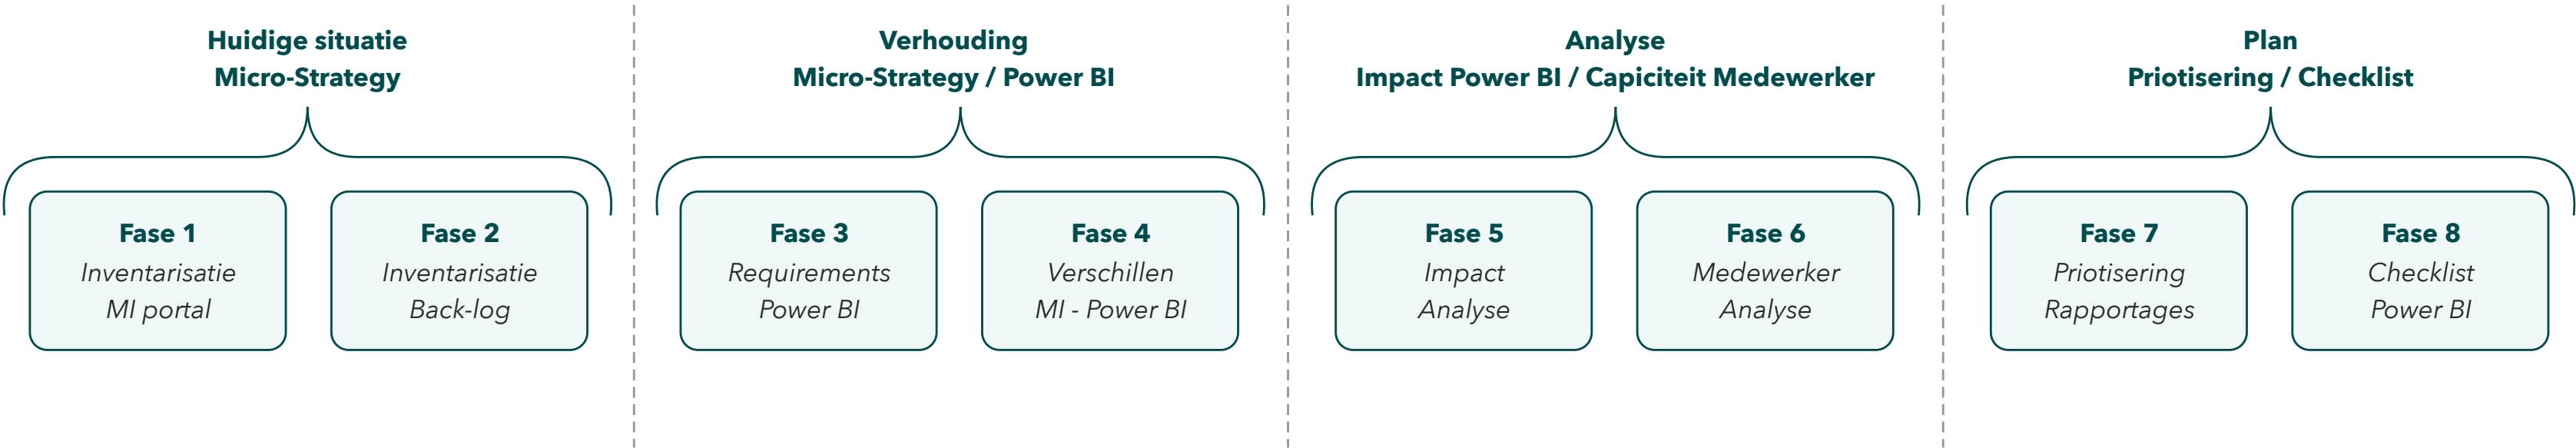 Huidige situatie
Micro-Strategy
Fase 1
Inventarisatie
MI portal
Fase 2
Inventarisatie
Back-log
Verhouding
Micro-Strategy / Power BI
Fase 3
Requirements
Power BI
Fase 4
Verschillen
MI - Power BI
Analyse
Impact Power BI / Capiciteit Medewerker
Fase 5
Impact
Analyse
Fase 6
Medewerker
Analyse
Plan
Priotisering / Checklist
Fase 7
Priotisering
Rapportages
Fase 8
Checklist
Power BI